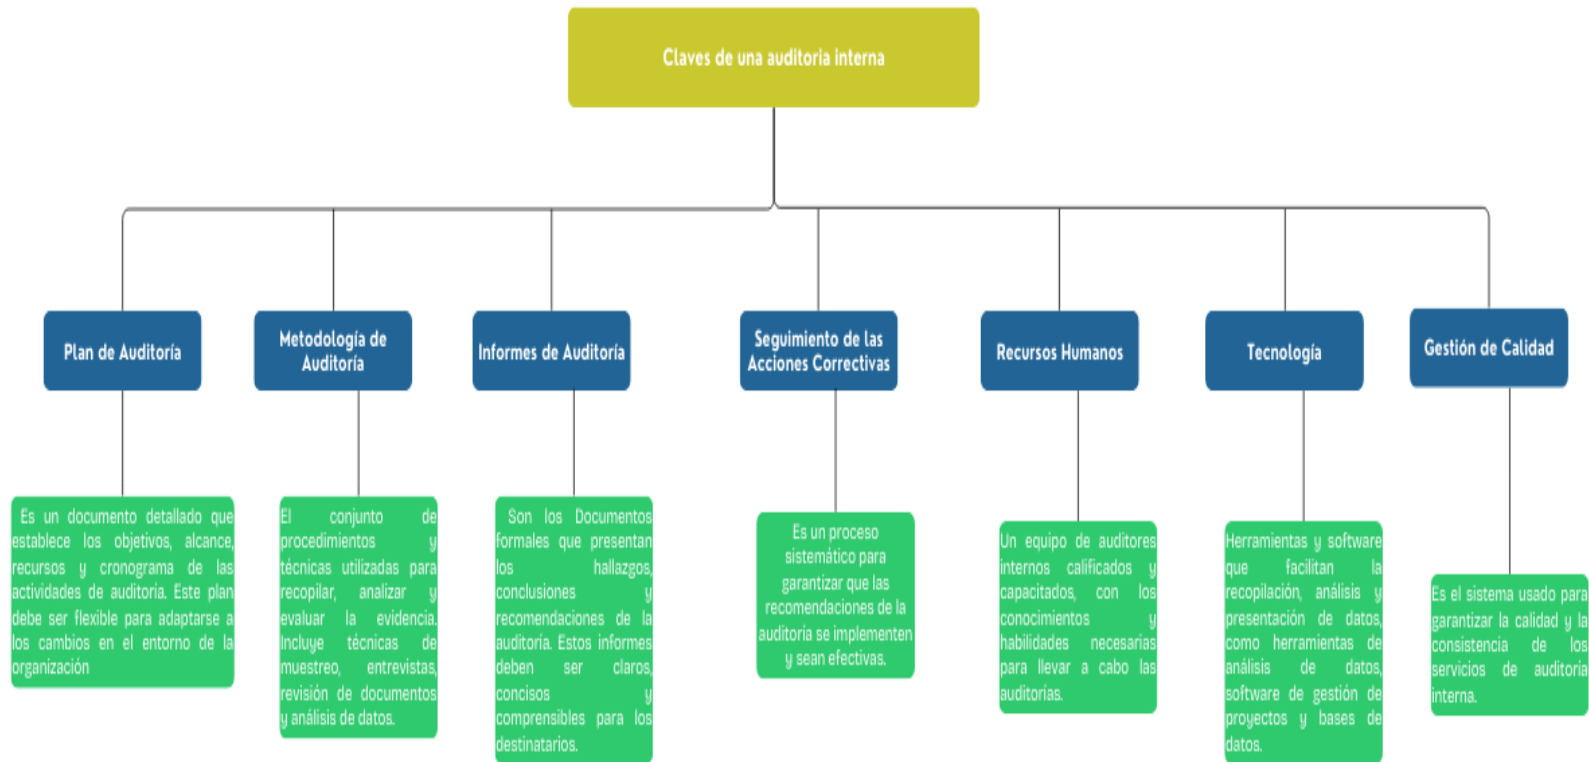 Claves de una auditoria interna
Plan de Auditoría
Es un documento detallado que
establece los objetivos, alcance,
recursos y cronograma de las
actividades de auditoria. Este plan
debe ser flexible para adaptarse a
los cambios en el entorno de la
organización
Metodología de
Auditoría
El conjunto de
procedimientos y
técnicas utilizadas para
recopilar, analizar y
evaluar la evidencia.
Incluye técnicas de
muestreo, entrevistas,
revisión de documentos
y análisis de datos.
Informes de Auditoría
Son los Documentos
formales que presentan
los hallazgos,
conclusiones y
recomendaciones de la
auditoría. Estos informes
deben ser claros,
concisos y
comprensibles para los
destinatarios.
Seguimiento de las
Acciones Correctivas
Es un proceso
sistemático para
garantizar que las
recomendaciones de la
auditoría se implementen
y sean efectivas.
Recursos Humanos
Un equipo de auditores
internos calificados y
capacitados, con los
conocimientos y
habilidades necesarias
para llevar a cabo las
auditorías.
Tecnología
Herramientas y software
que facilitan la
recopilación, análisis y
presentación de datos,
como herramientas de
análisis de datos,
software de gestión de
proyectos y bases de
datos.
Gestión de Calidad
Es el sistema usado para
garantizar la calidad y la
consistencia de los
servicios de auditoría
interna.